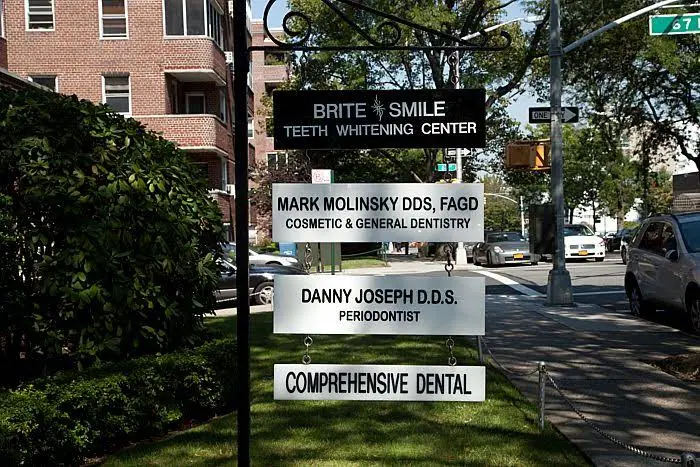 67
ONE WAY
BRITE SMILE
TEETH WHITENING CENTER
MARK MOLINSKY DDS, FAGD
COSMETIC & GENERAL DENTISTRY
DANNY JOSEPH D.D.S.
PERIODONTIST
COMPREHENSIVE DENTAL